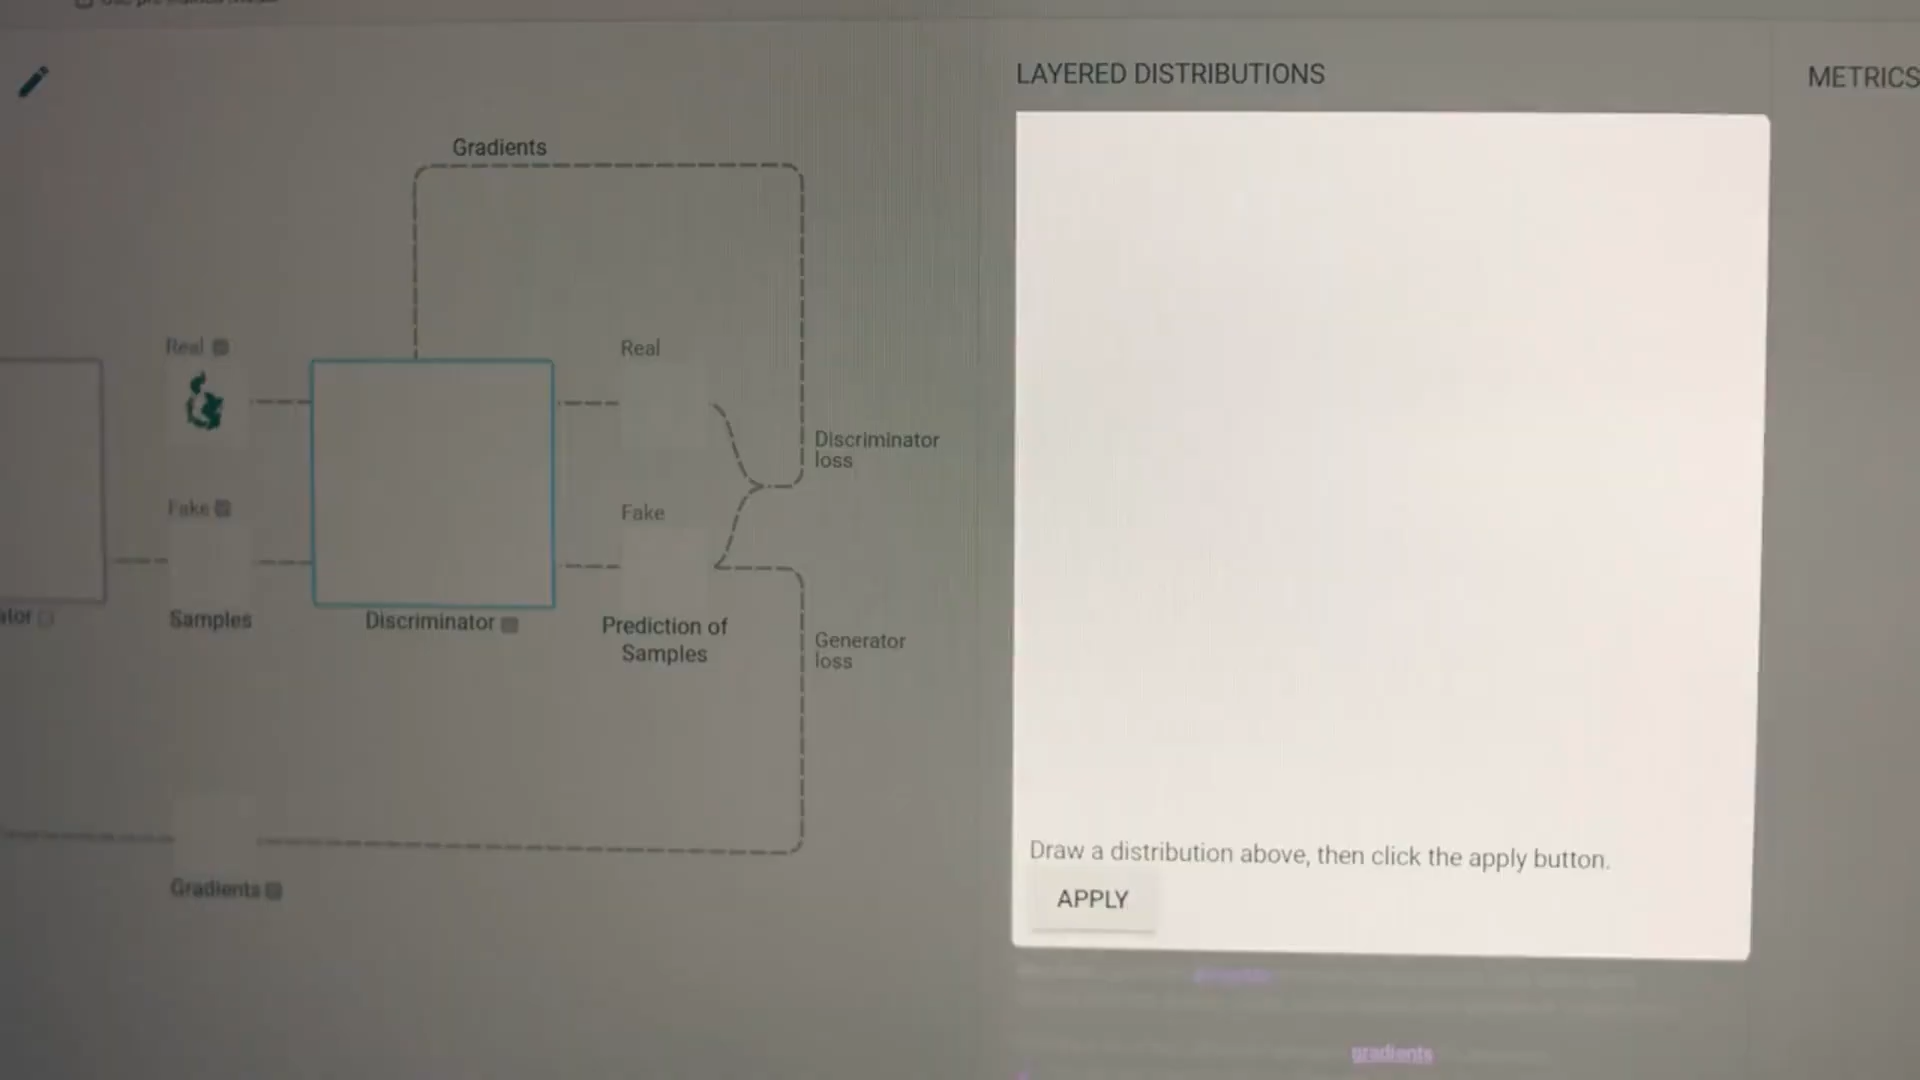 LAYERED DISTRIBUTIONS
METRICS
Gradients
Real
Real
Discriminator
loss
Fake
Fake
Samples
Discriminator
Prediction of
Samples
Generator
loss
Draw a distribution above, then click the apply button.
APPLY
Gradients
gradients